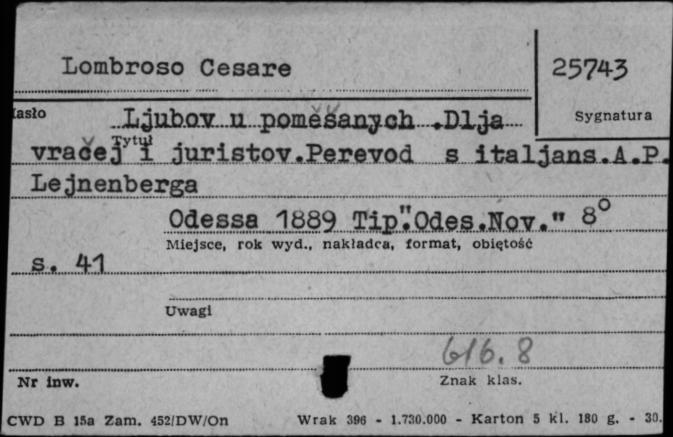 Lombroso Cesare
25743
Hasło
Sygnatura
Ljubov u poměšanych .Dlja
Tytuł
vračej i juristov.Perevod s italjans.A.P.
Lejnenberga
Odessa 1889 Tip."Odes.Nov." 8°
Miejsce, rok wyd., nakładca, format, obiętość
s. 41
Uwagi
616.8
Nr inw.
Znak klas.
CWD B 15a Zam. 452/DW/On Wrak 396 - 1.730.000 - Karton 5 kl. 180 g. - 30.